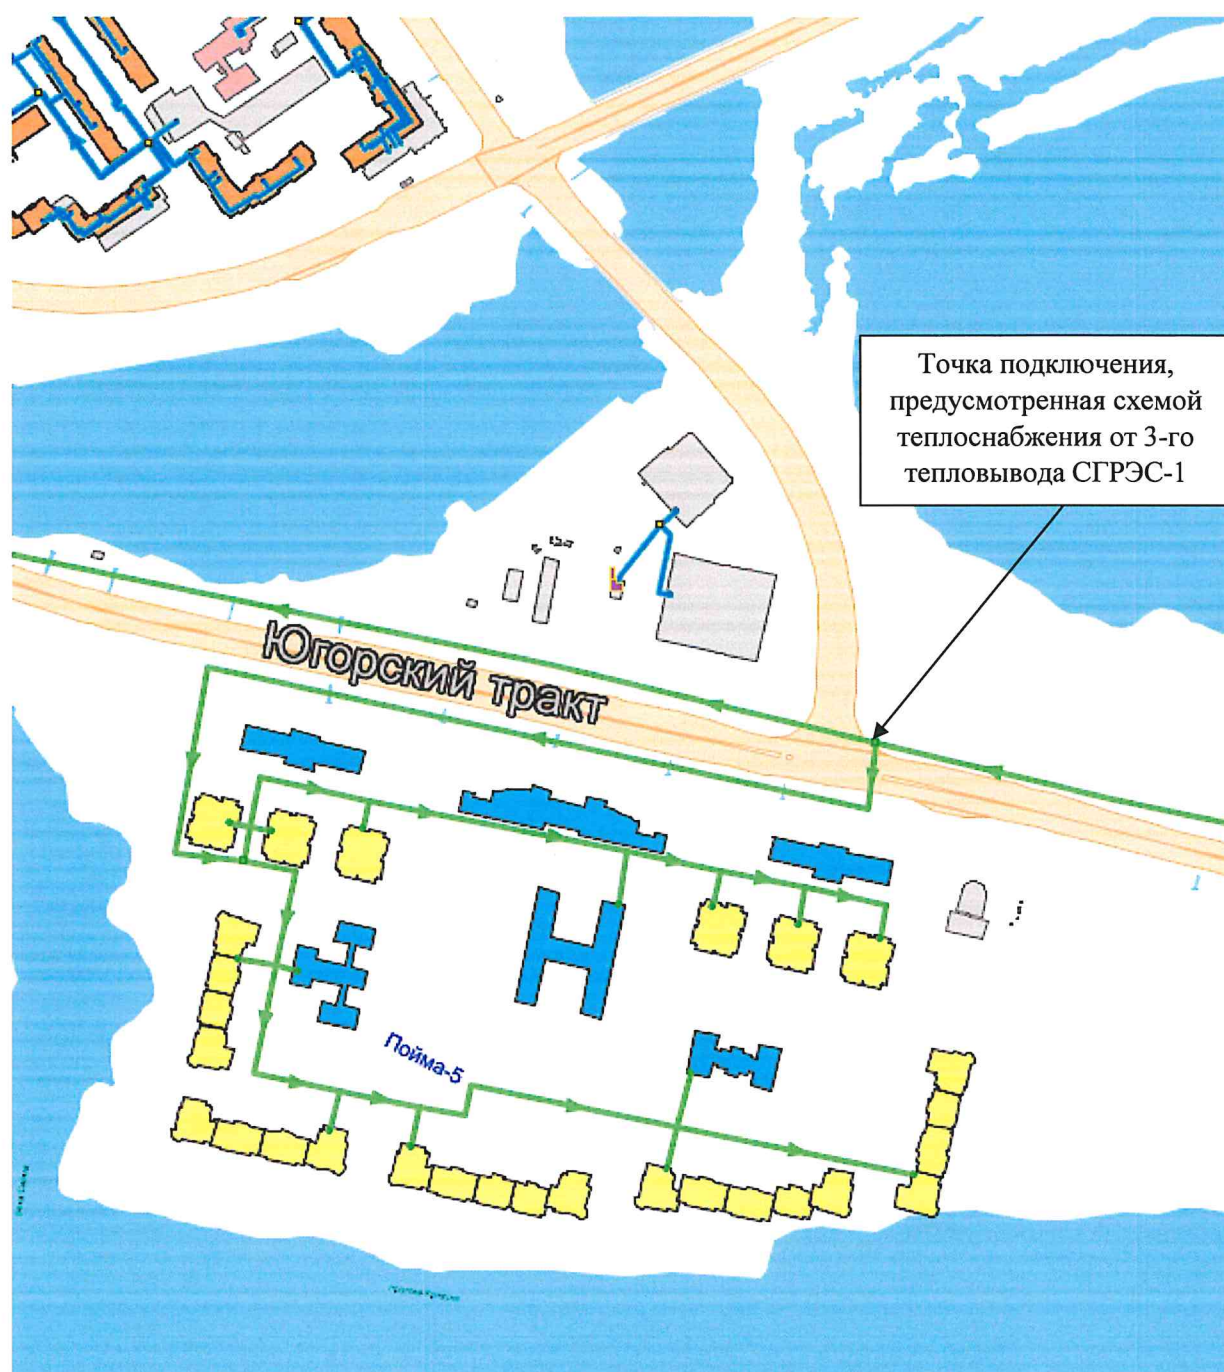 Точка подключения,
предусмотренная схемой
теплоснабжения от 3-го
тепловывода СГРЭС-1
Югорский тракт
Пойма-5